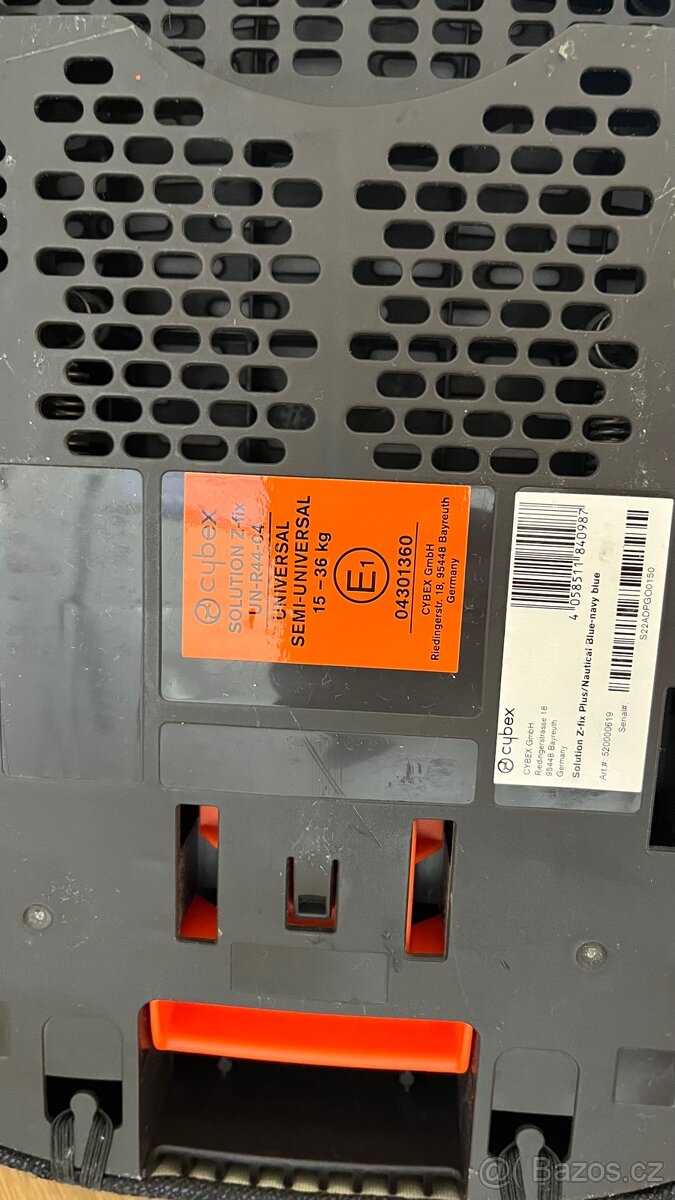 cybex
SOLUTION Z-fix
UN-R44-04
UNIVERSAL
SEMI-UNIVERSAL
15 – 36 kg
E1
04301360
CYBEX GmbH
Riedingerstr. 18, 95448 Bayreuth
Germany
cybex
CYBEX GmbH
Riedingerstrasse 18
95448 Bayreuth
Germany
4 058511 840987
Solution Z-fix Plus/Nautical Blue-navy blue
Art.#: 520000619
Serial#:
S22ADPGO0150
Bazos.cz